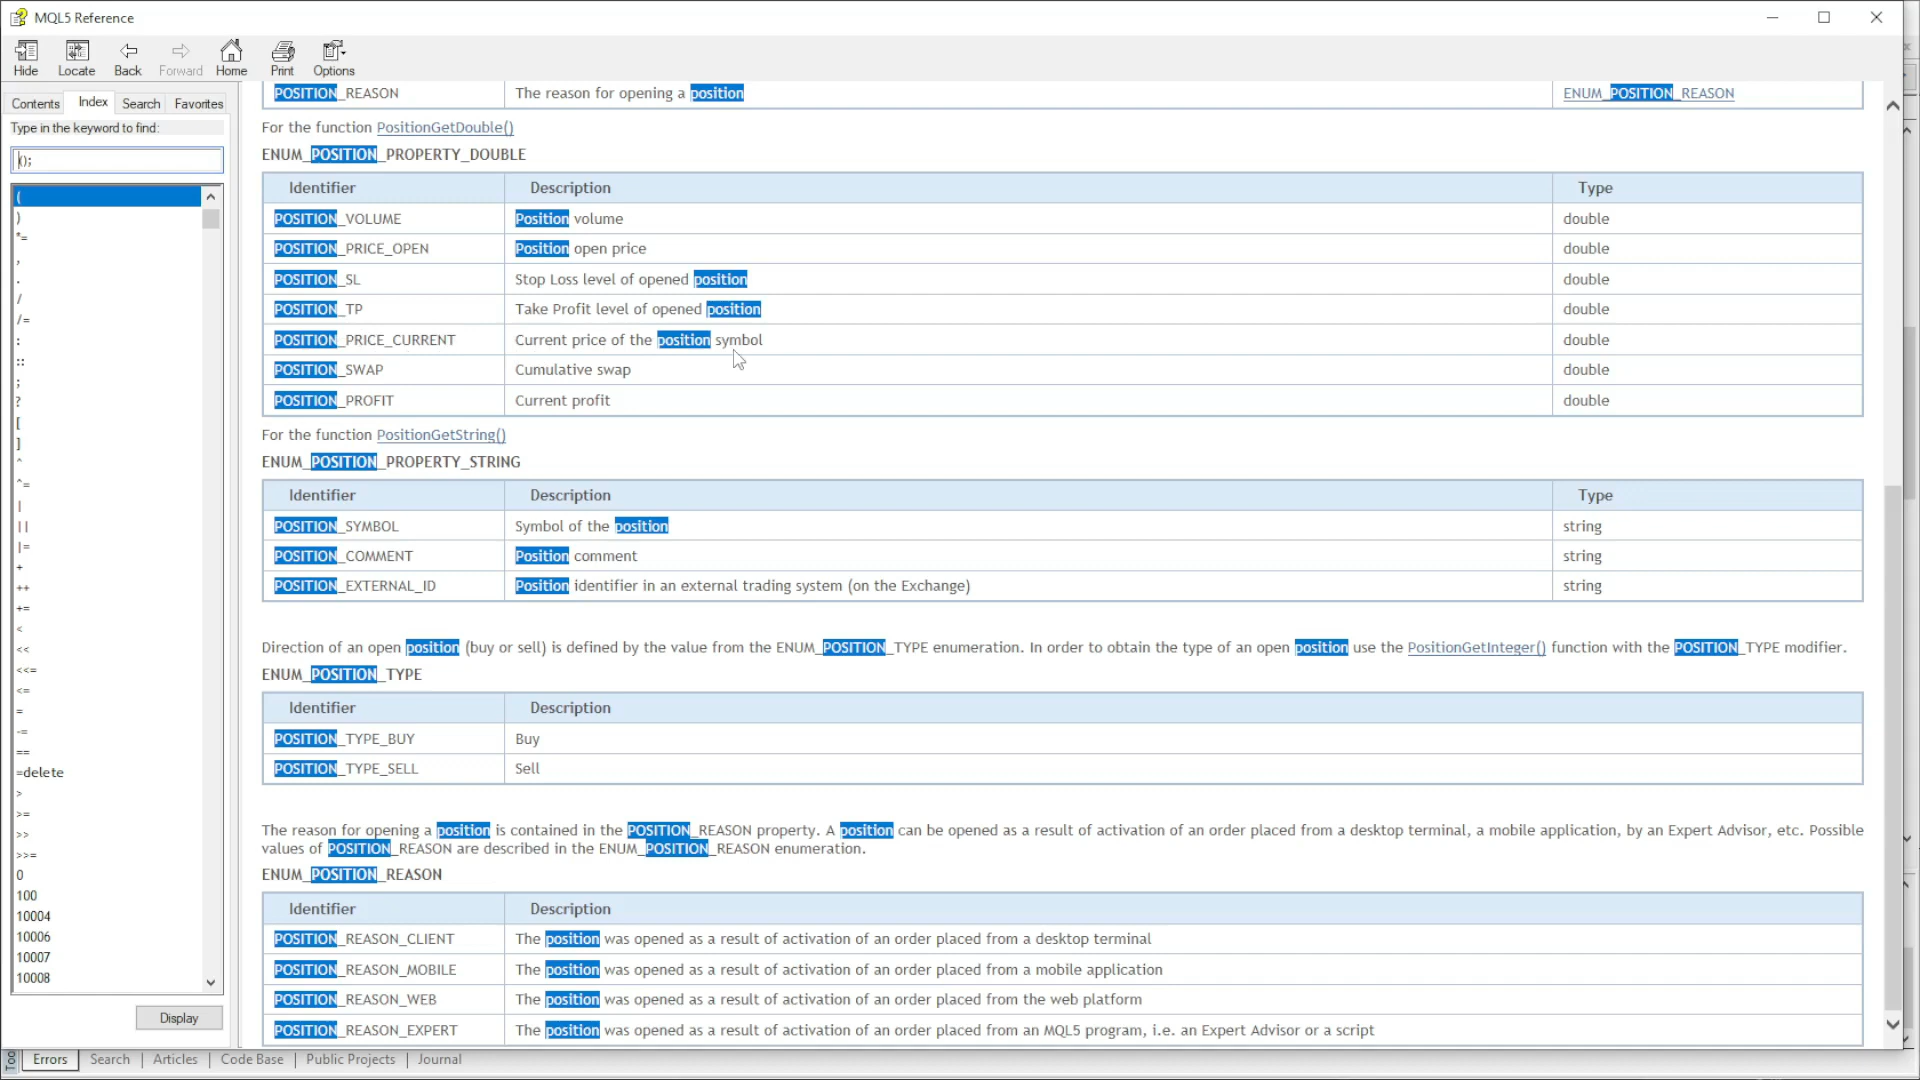 MQL5 Reference
Hide Locate Back Forward Home Print Options
Contents Index Search Favorites
Type in the keyword to find:
();
(
)
*=
,
.
/
/=
:
::
;
?
[
]
^
^=
|
||
|=
+
++
+=
<
<<
<<=
<=
=
-=
==
=delete
>
>=
>>
>>=
0
100
10004
10006
10007
10008
Display
POSITION_REASON The reason for opening a position ENUM_POSITION_REASON
For the function PositionGetDouble()
ENUM_POSITION_PROPERTY_DOUBLE
Identifier Description Type
POSITION_VOLUME Position volume double
POSITION_PRICE_OPEN Position open price double
POSITION_SL Stop Loss level of opened position double
POSITION_TP Take Profit level of opened position double
POSITION_PRICE_CURRENT Current price of the position symbol double
POSITION_SWAP Cumulative swap double
POSITION_PROFIT Current profit double
For the function PositionGetString()
ENUM_POSITION_PROPERTY_STRING
Identifier Description Type
POSITION_SYMBOL Symbol of the position string
POSITION_COMMENT Position comment string
POSITION_EXTERNAL_ID Position identifier in an external trading system (on the Exchange) string
Direction of an open position (buy or sell) is defined by the value from the ENUM_POSITION_TYPE enumeration. In order to obtain the type of an open position use the PositionGetInteger() function with the POSITION_TYPE modifier.
ENUM_POSITION_TYPE
Identifier Description
POSITION_TYPE_BUY Buy
POSITION_TYPE_SELL Sell
The reason for opening a position is contained in the POSITION_REASON property. A position can be opened as a result of activation of an order placed from a desktop terminal, a mobile application, by an Expert Advisor, etc. Possible
values of POSITION_REASON are described in the ENUM_POSITION_REASON enumeration.
ENUM_POSITION_REASON
Identifier Description
POSITION_REASON_CLIENT The position was opened as a result of activation of an order placed from a desktop terminal
POSITION_REASON_MOBILE The position was opened as a result of activation of an order placed from a mobile application
POSITION_REASON_WEB The position was opened as a result of activation of an order placed from the web platform
POSITION_REASON_EXPERT The position was opened as a result of activation of an order placed from an MQL5 program, i.e. an Expert Advisor or a script
Too
Errors Search Articles Code Base Public Projects Journal